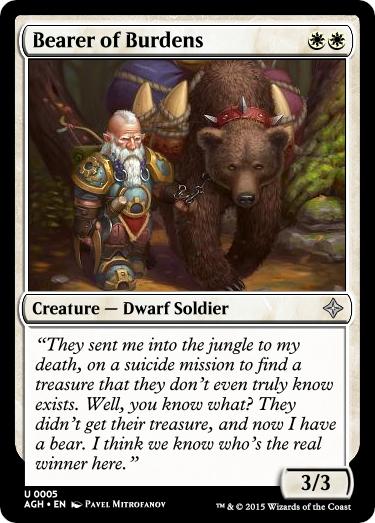 Bearer of Burdens
Creature — Dwarf Soldier
“They sent me into the jungle to my
death, on a suicide mission to find a
treasure that they don’t even truly know
exists. Well, you know what? They
didn’t get their treasure, and now I have
a bear. I think we know who’s the real
winner here.”
3/3
U 0005
AGH • EN Pavel Mitrofanov
™ & © 2015 Wizards of the Coast